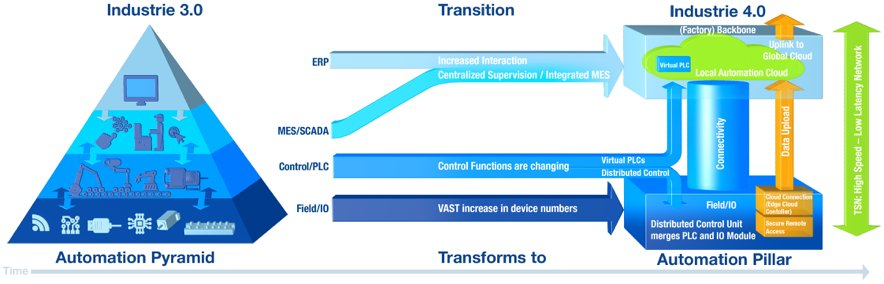 Industrie 3.0
Transition
Industrie 4.0
(Factory) Backbone
Uplink to
Global Cloud
ERP
Increased Interaction
Virtual PLC
Centralized Supervision / Integrated MES
Local Automation Cloud
MES/SCADA
Connectivity
Data Upload
TSN: High Speed – Low Latency Network
Control/PLC
Control Functions are changing
Virtual PLCs
Distributed Control
Field/IO
VAST increase in device numbers
Field/IO
Cloud Connection
(Edge Cloud
Contoller)
Distributed Control Unit
merges PLC and IO Module
Secure Remote
Access
Automation Pyramid
Transforms to
Automation Pillar
Time